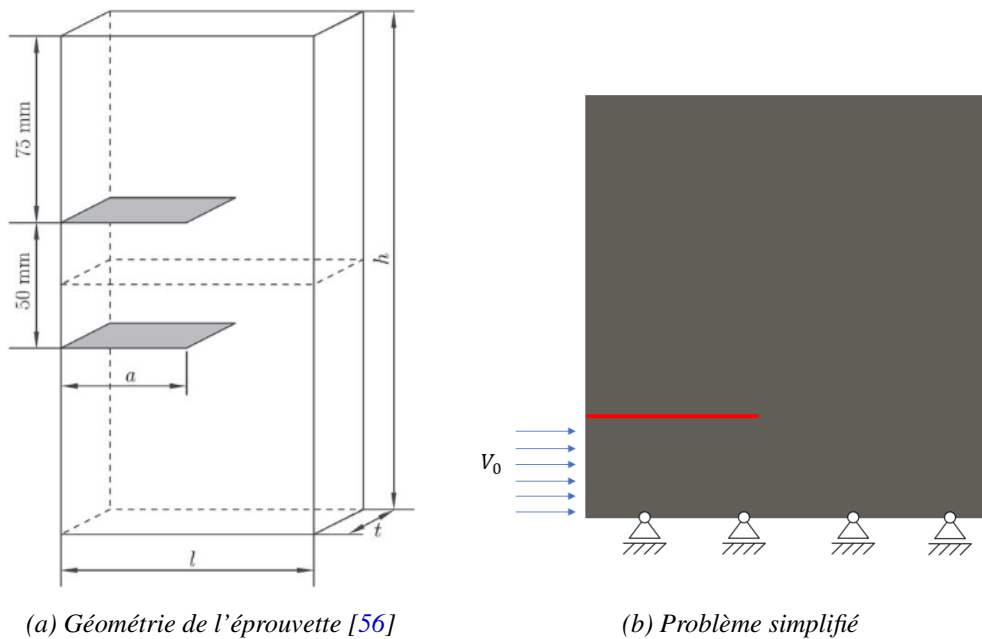 75 mm
50 mm
h
a
t
l
V₀
(a) Géométrie de l'éprouvette [56]
(b) Problème simplifié